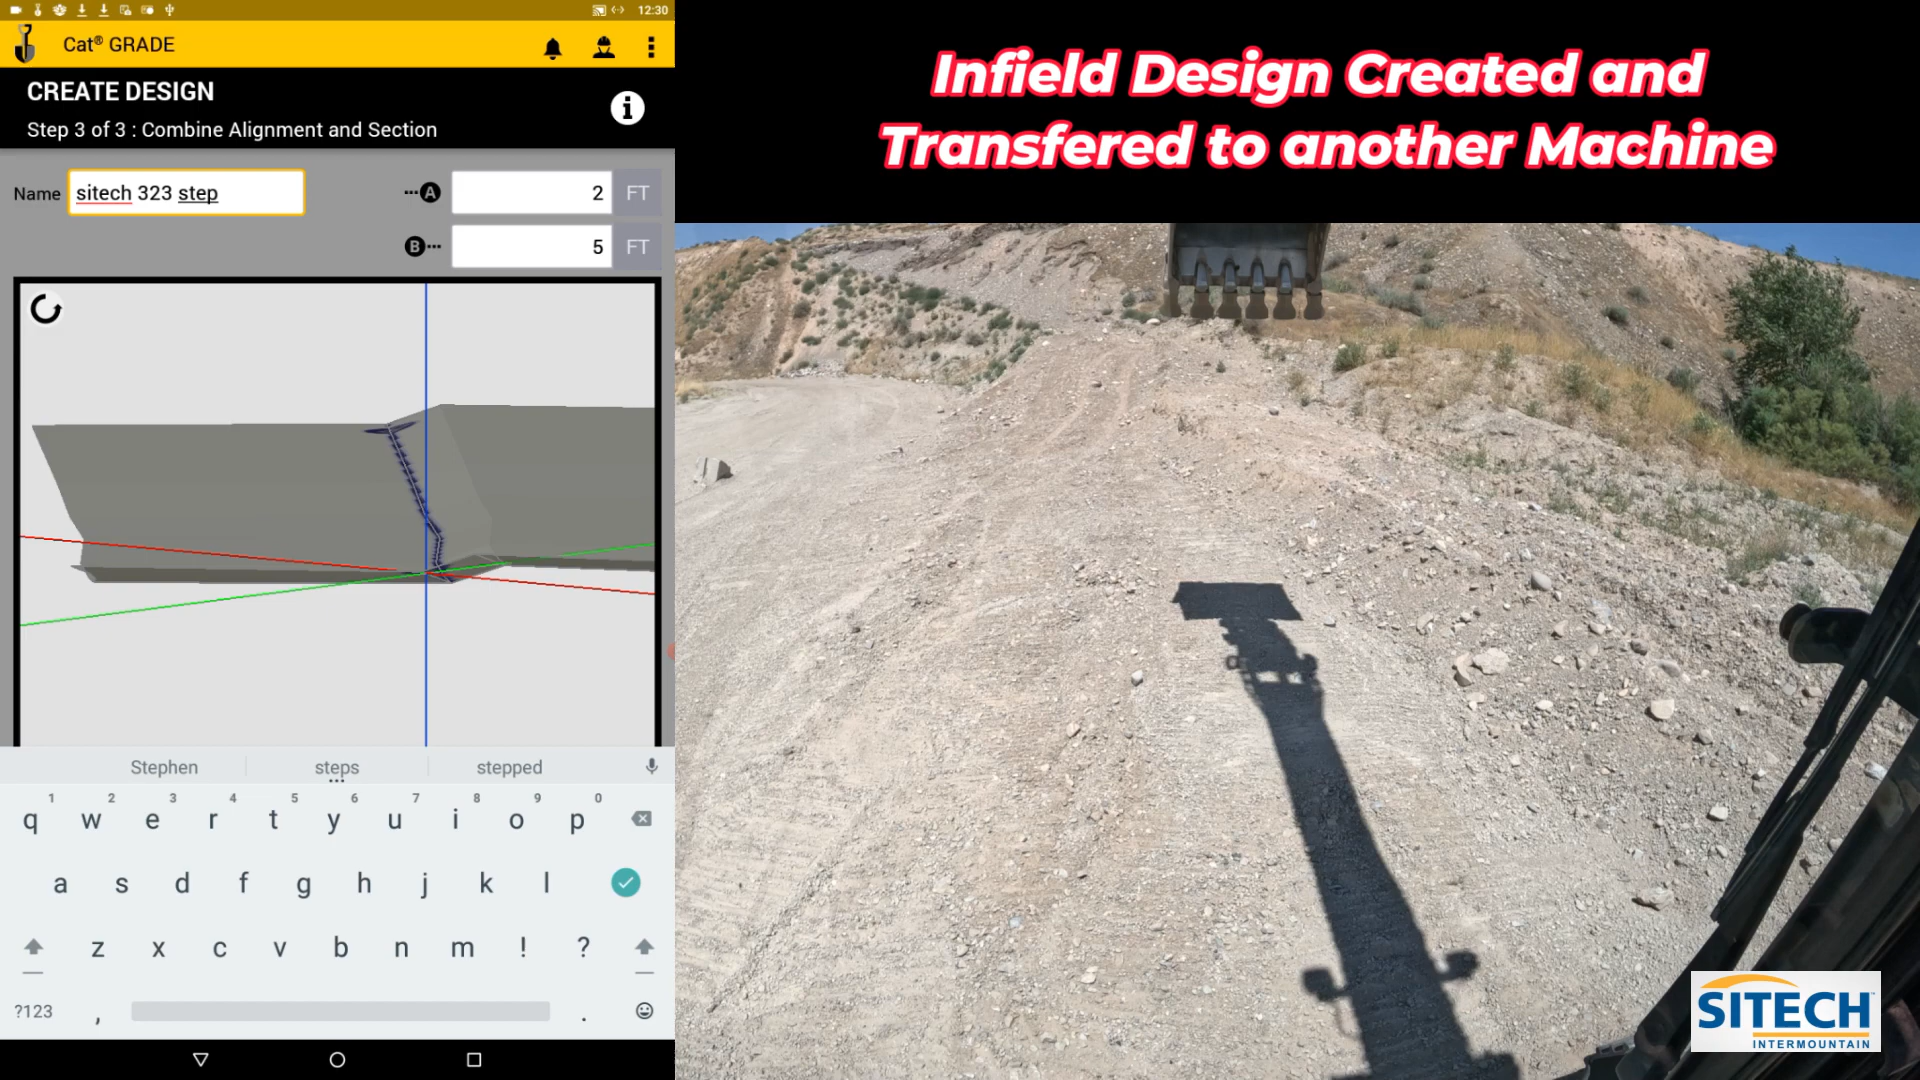 12:30
Cat® GRADE
CREATE DESIGN
Step 3 of 3 : Combine Alignment and Section
Name sitech 323 step A 2 FT
B 5 FT
Stephen steps stepped
1 2 3 4 5 6 7 8 9 0
q w e r t y u i o p
a s d f g h j k l
z x c v b n m ! ?
?123 , .
Infield Design Created and
Transfered to another Machine
SITECH™
INTERMOUNTAIN